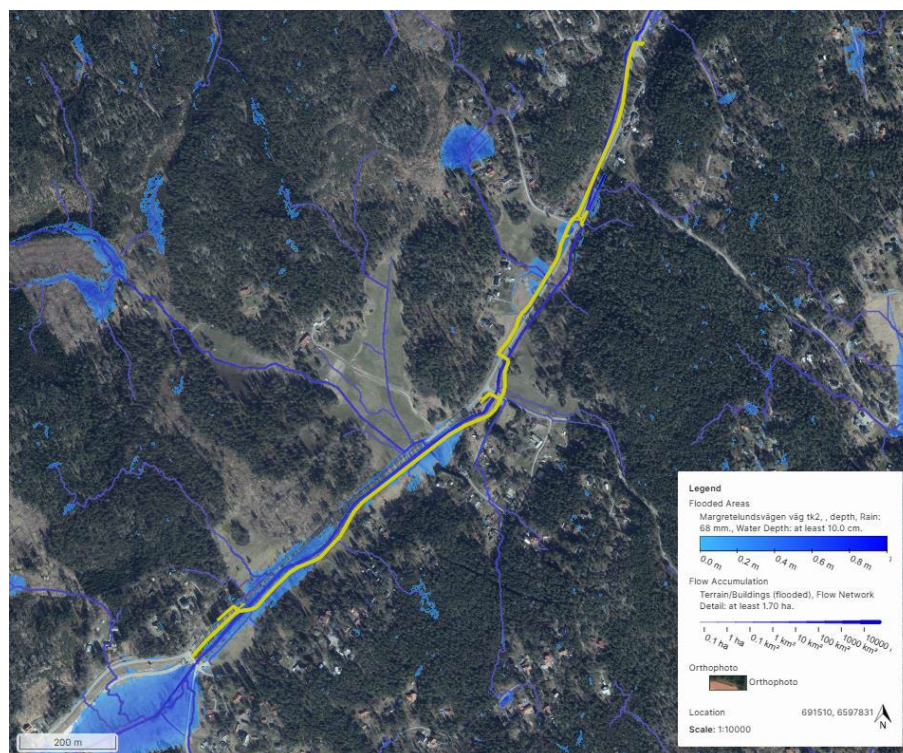 Legend
Flooded Areas
Margretelundsvägen väg tk2, , depth, Rain:
68 mm., Water Depth: at least 10.0 cm.
0.0 m 0.2 m 0.4 m 0.6 m 0.8 m
Flow Accumulation
Terrain/Buildings (flooded), Flow Network
Detail: at least 1.70 ha.
0.1 ha 1 ha 0.1 km² 1 km² 10 km² 100 km² 1000 km² 10000
Orthophoto
Orthophoto
Location 691510, 6597831
Scale: 1:10000
N
200 m